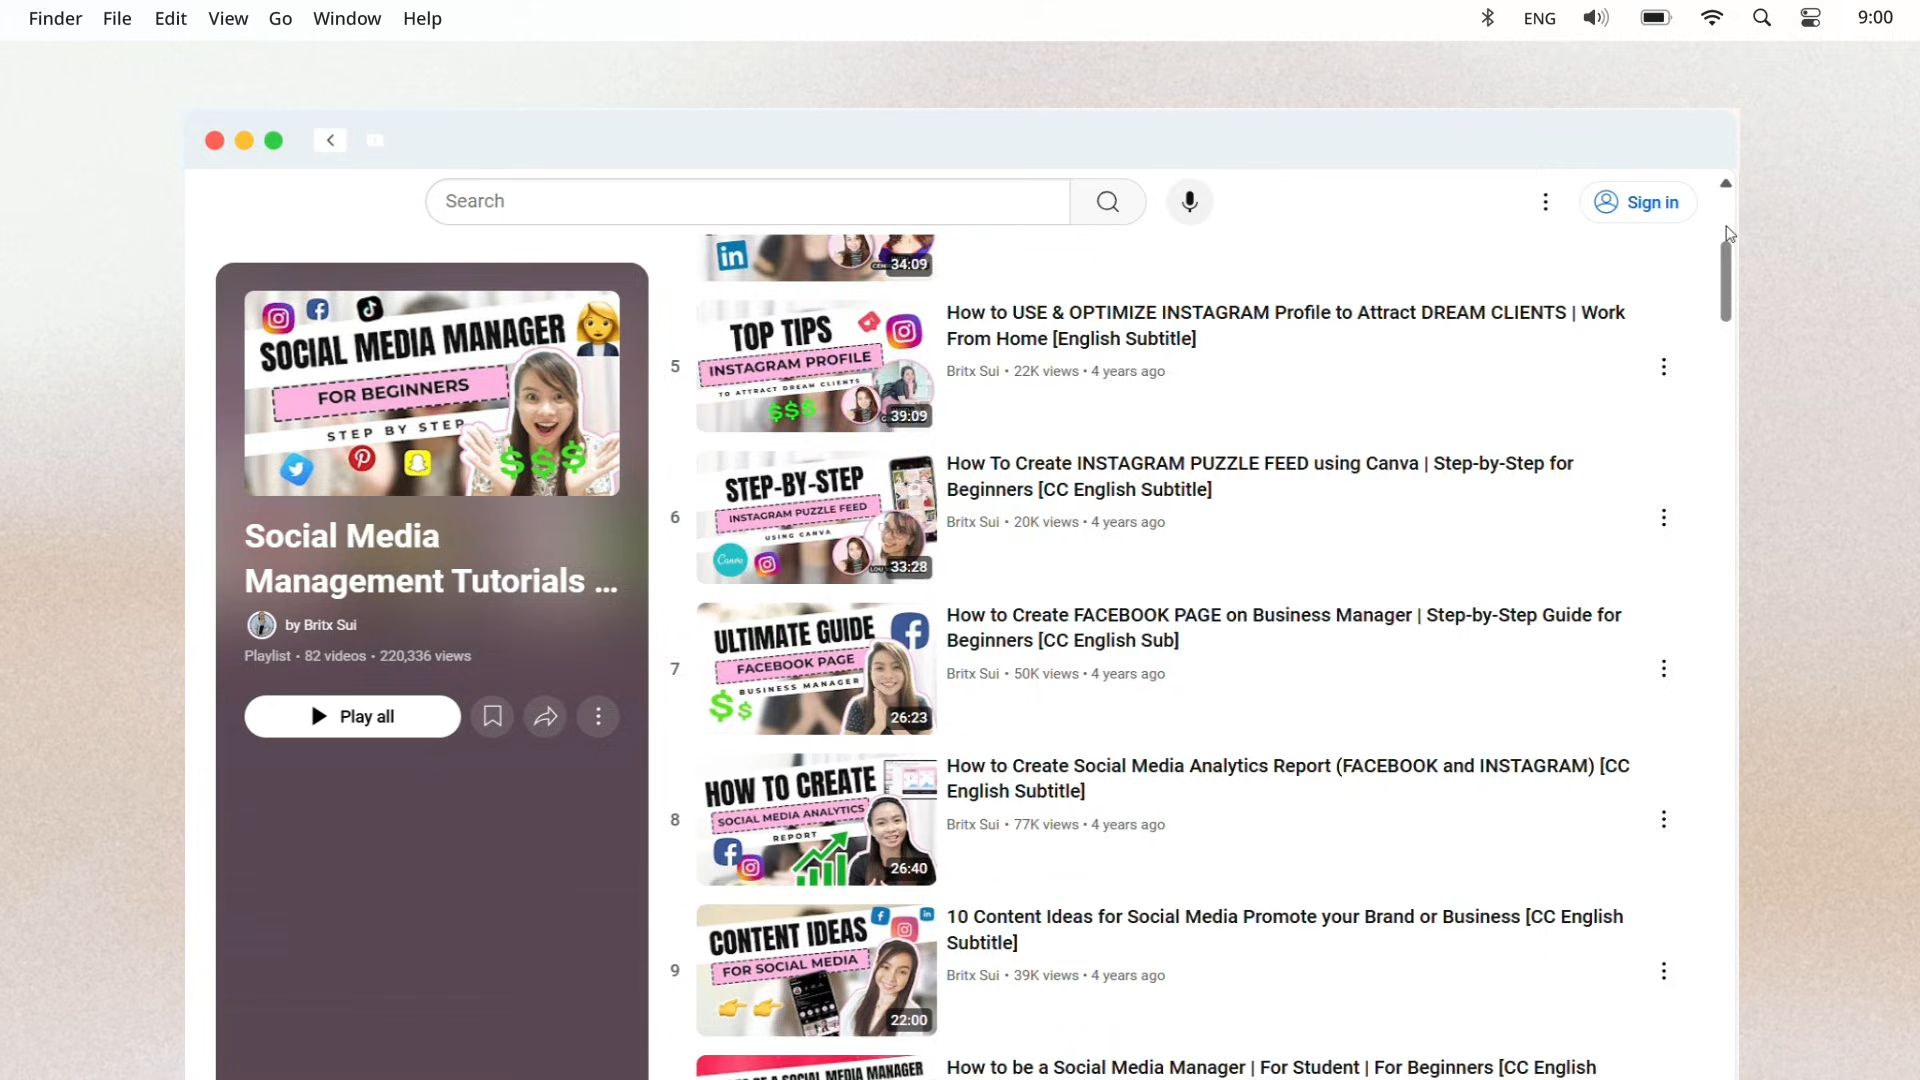 Finder File Edit View Go Window Help
ENG
9:00
Search
Sign in
SOCIAL MEDIA MANAGER
FOR BEGINNERS
STEP BY STEP
$$$
Social Media
Management Tutorials ...
by Britx Sui
Playlist • 82 videos • 220,336 views
Play all
in
34:09
5
TOP TIPS
INSTAGRAM PROFILE
TO ATTRACT DREAM CLIENTS
$$$
39:09
How to USE & OPTIMIZE INSTAGRAM Profile to Attract DREAM CLIENTS | Work
From Home [English Subtitle]
Britx Sui • 22K views • 4 years ago
6
STEP-BY-STEP
INSTAGRAM PUZZLE FEED
USING CANVA
Canva
33:28
How To Create INSTAGRAM PUZZLE FEED using Canva | Step-by-Step for
Beginners [CC English Subtitle]
Britx Sui • 20K views • 4 years ago
7
ULTIMATE GUIDE
FACEBOOK PAGE
BUSINESS MANAGER
$$
26:23
How to Create FACEBOOK PAGE on Business Manager | Step-by-Step Guide for
Beginners [CC English Sub]
Britx Sui • 50K views • 4 years ago
8
HOW TO CREATE
SOCIAL MEDIA ANALYTICS
REPORT
26:40
How to Create Social Media Analytics Report (FACEBOOK and INSTAGRAM) [CC
English Subtitle]
Britx Sui • 77K views • 4 years ago
9
CONTENT IDEAS
FOR SOCIAL MEDIA
22:00
10 Content Ideas for Social Media Promote your Brand or Business [CC English
Subtitle]
Britx Sui • 39K views • 4 years ago
BE A SOCIAL MEDIA MANAGER
How to be a Social Media Manager | For Student | For Beginners [CC English